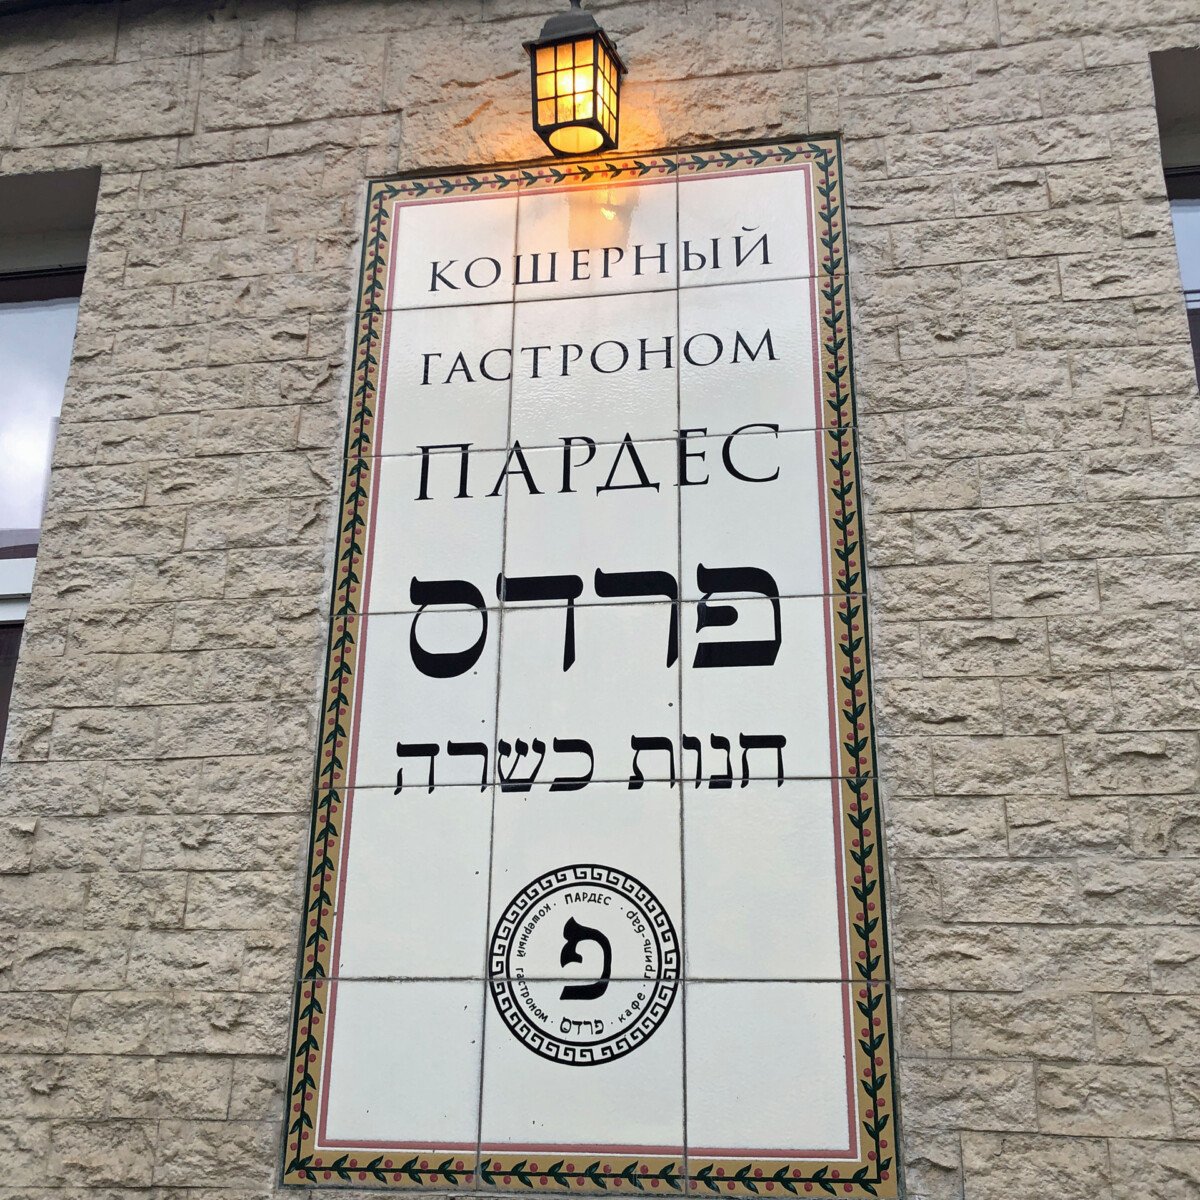 КОШЕРНЫЙ
ГАСТРОНОМ
ПАРДЕС
פרדס
חנות כשרה
· ПАРДЕС · гриль-бар · кафе · פרדס · кошерный гастроном
פ